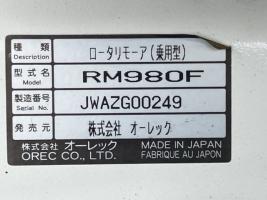 種類 ロータリモーア(乗用型)
Description
型式名 RM980F
Model
製造番号 JWAZG00249
Number
発売元 株式会社 オーレック
株式会社 オーレック MADE IN JAPAN
OREC CO., LTD. FABRIQUE AU JAPON